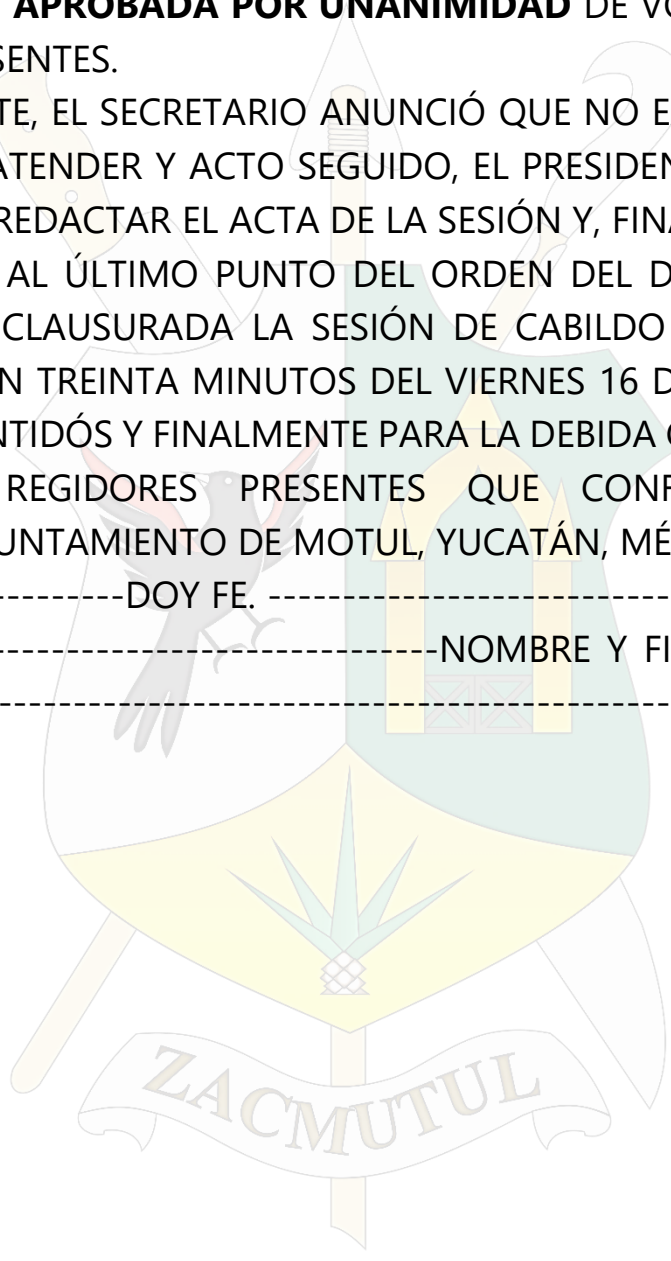 APROBADA POR UNANIMIDAD DE
SENTES.
TE, EL SECRETARIO ANUNCIÓ QUE NO E
ATENDER Y ACTO SEGUIDO, EL PRESIDEN
REDACTAR EL ACTA DE LA SESIÓN Y, FINA
AL ÚLTIMO PUNTO DEL ORDEN DEL D
CLAUSURADA LA SESIÓN DE CABILDO
N TREINTA MINUTOS DEL VIERNES 16 D
NTIDÓS Y FINALMENTE PARA LA DEBIDA
REGIDORES PRESENTES QUE CONF
YUNTAMIENTO DE MOTUL, YUCATÁN, MÉ
---------DOY FE. ----------------------------
------------------------------NOMBRE Y FI
----------------------------------------------
ZACMUTUL